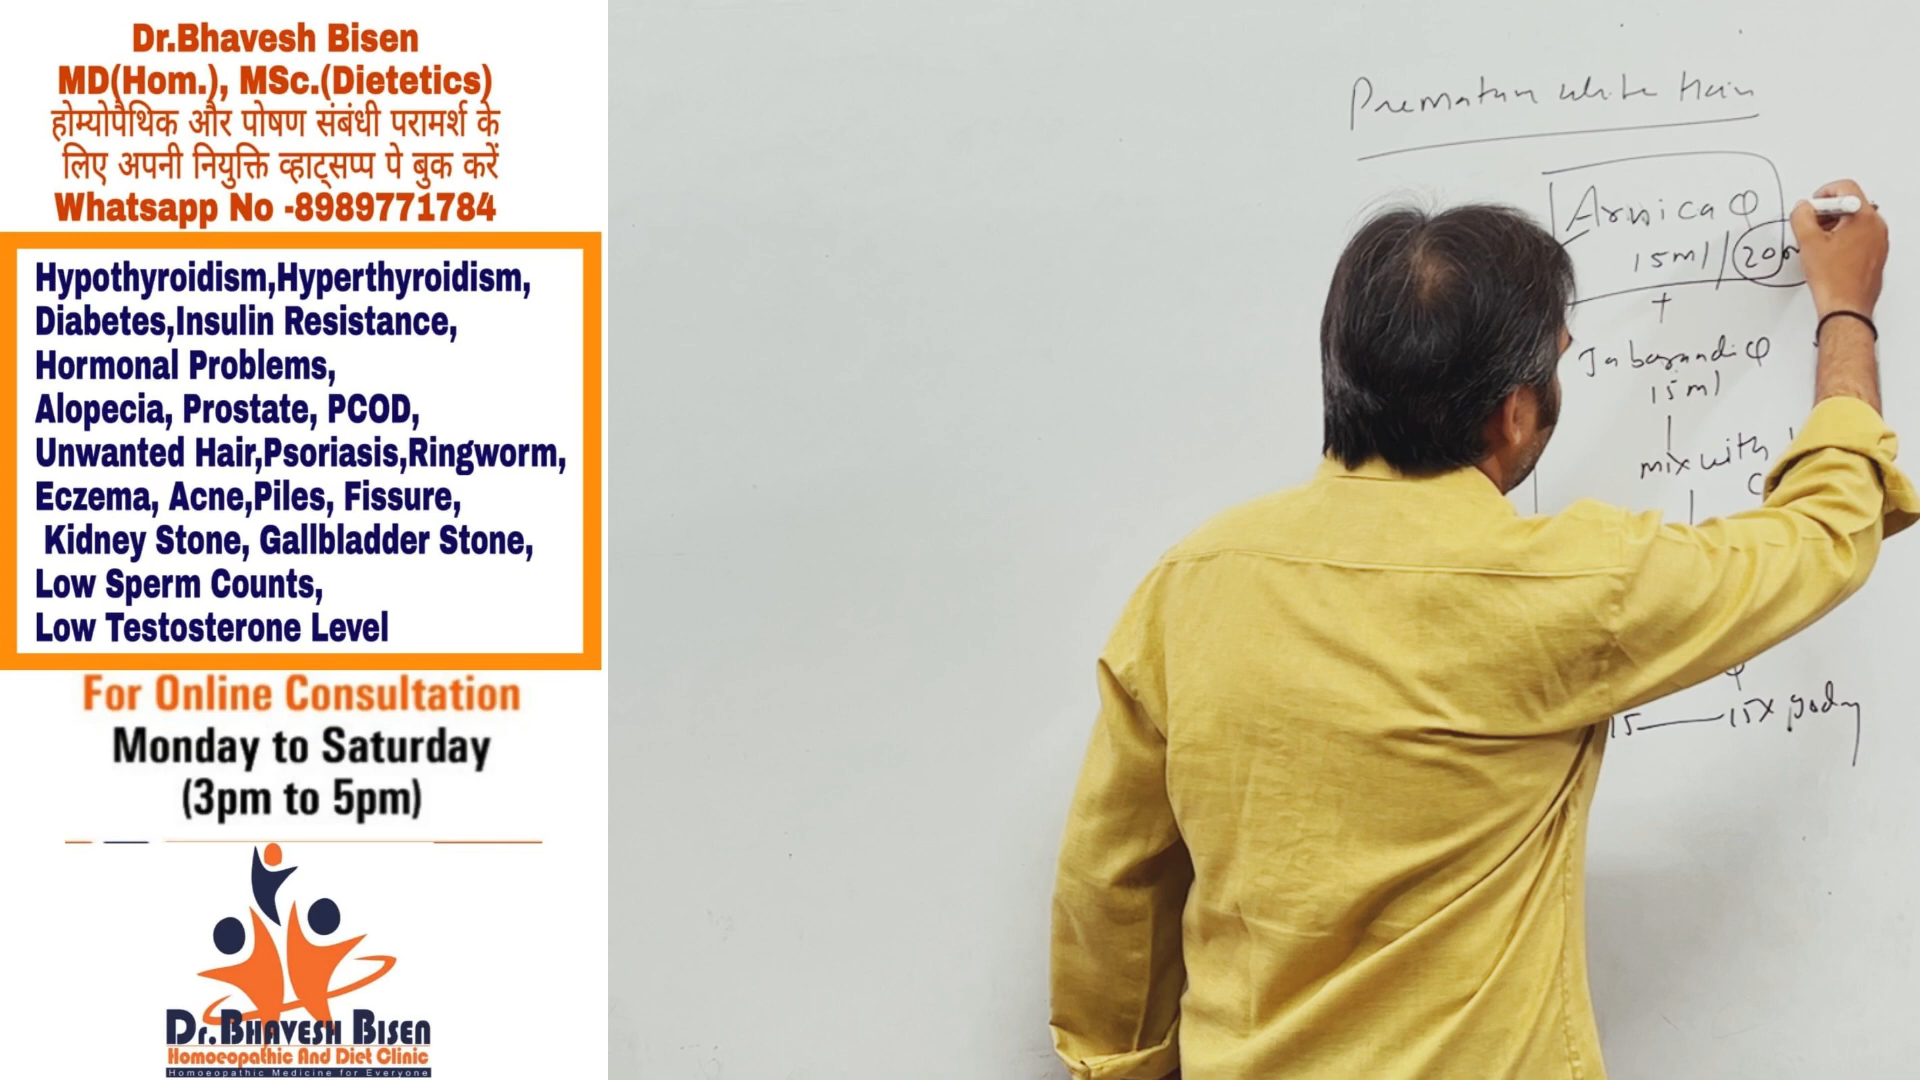 Dr.Bhavesh Bisen
MD(Hom.), MSc.(Dietetics)
होम्योपैथिक और पोषण संबंधी परामर्श के
लिए अपनी नियुक्ति व्हाट्सप्प पे बुक करें
Whatsapp No -8989771784
Hypothyroidism,Hyperthyroidism,
Diabetes,Insulin Resistance,
Hormonal Problems,
Alopecia, Prostate, PCOD,
Unwanted Hair,Psoriasis,Ringworm,
Eczema, Acne,Piles, Fissure,
Kidney Stone, Gallbladder Stone,
Low Sperm Counts,
Low Testosterone Level
For Online Consultation
Monday to Saturday
(3pm to 5pm)
Dr.Bhavesh Bisen
Homoeopathic And Diet Clinic
Homoeopathic Medicine for Everyone
white Hair
Arnica φ
15ml/20
+
Jaborandi φ
15ml
mix with
φ
15 — 15x